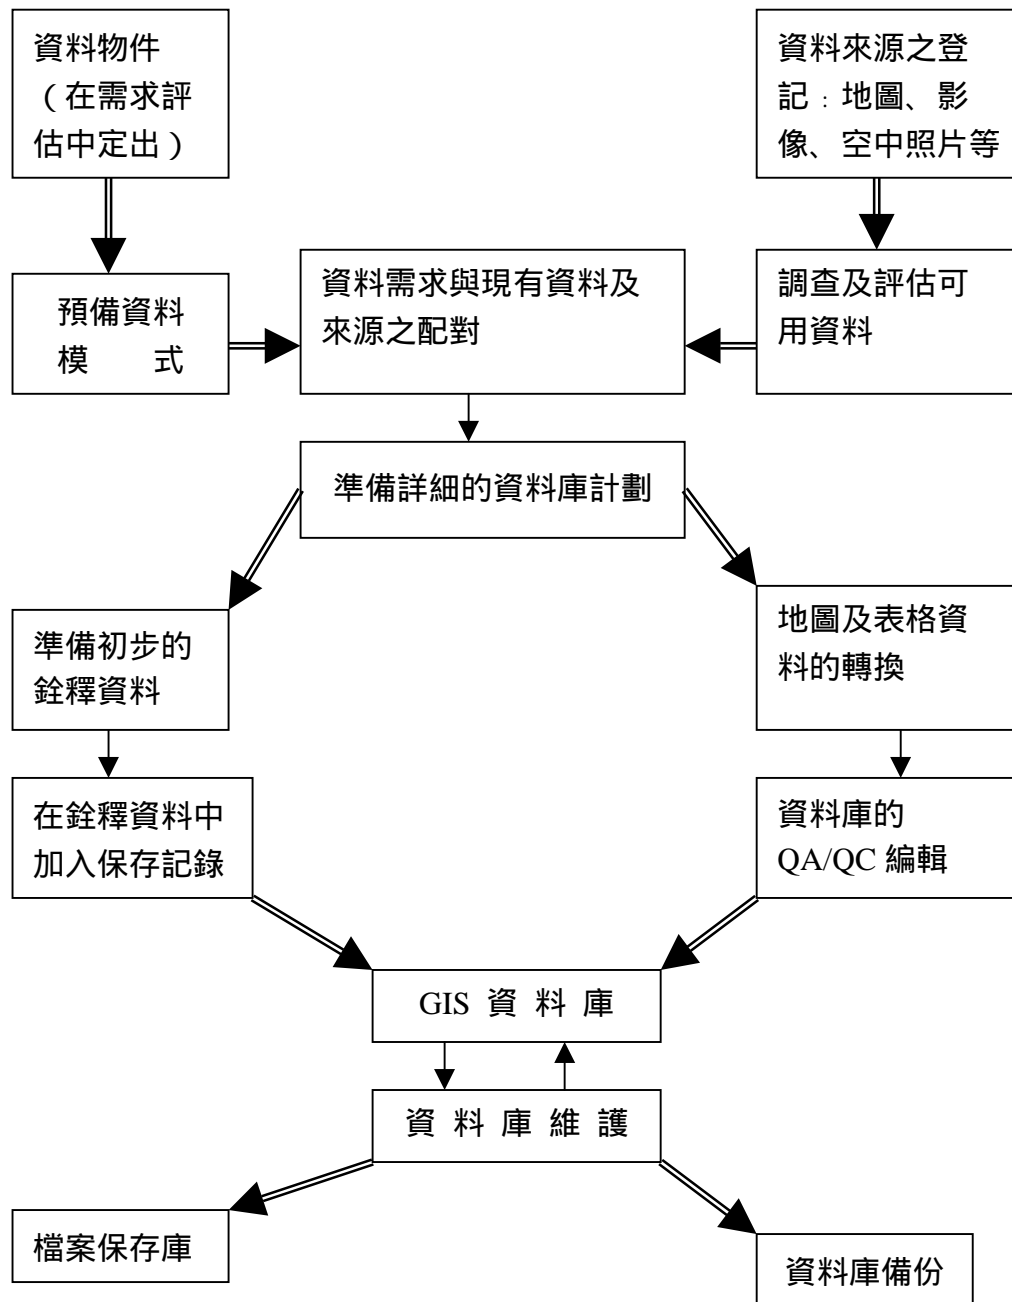 資料物件
（在需求評
估中定出）
資料來源之登
記：地圖、影
像、空中照片等
預備資料
模　　式
資料需求與現有資料及
來源之配對
調查及評估可
用資料
準備詳細的資料庫計劃
準備初步的
銓釋資料
地圖及表格資
料的轉換
在銓釋資料中
加入保存記錄
資料庫的
QA/QC 編輯
GIS 資 料 庫
資 料 庫 維 護
檔案保存庫
資料庫備份